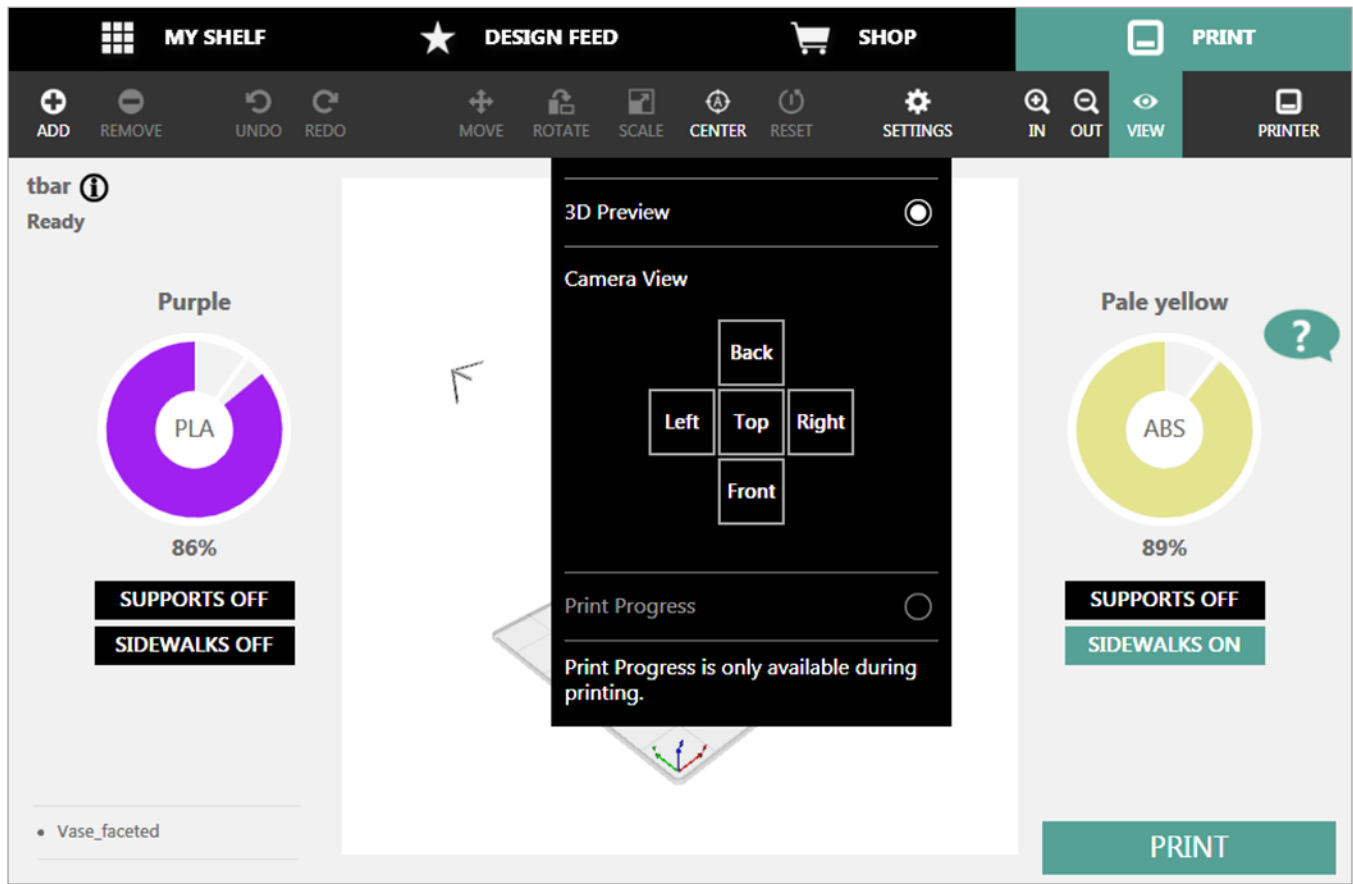 MY SHELF
DESIGN FEED
SHOP
PRINT
ADD
REMOVE
UNDO
REDO
MOVE
ROTATE
SCALE
A
CENTER
RESET
SETTINGS
IN
OUT
VIEW
PRINTER
tbar i
Ready
Purple
PLA
86%
SUPPORTS OFF
SIDEWALKS OFF
Vase_faceted
3D Preview
Camera View
Back
Left Top Right
Front
Print Progress
Print Progress is only available during
printing.
Pale yellow
?
ABS
89%
SUPPORTS OFF
SIDEWALKS ON
PRINT